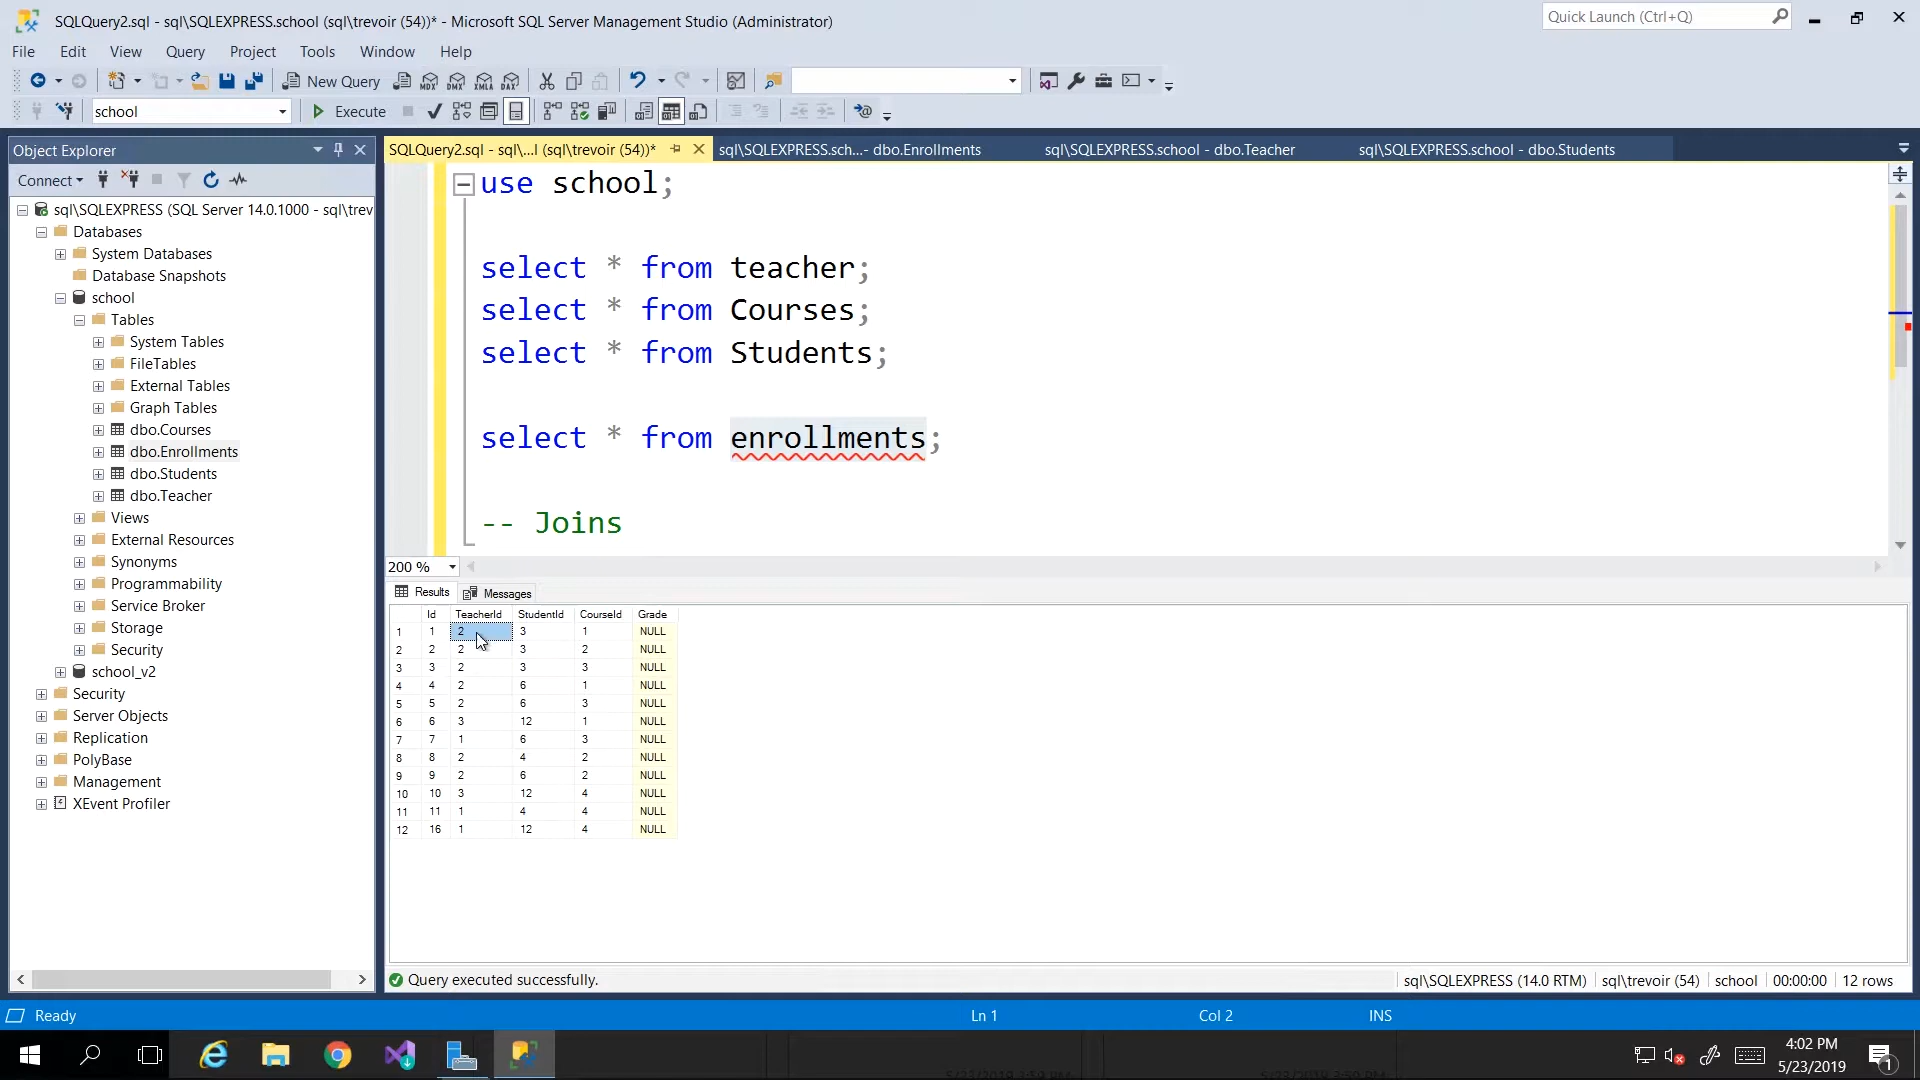 SQLQuery2.sql - sql\SQLEXPRESS.school (sql\trevoir (54))* - Microsoft SQL Server Management Studio (Administrator)
Quick Launch (Ctrl+Q)
File Edit View Query Project Tools Window Help
New Query MDX DMX XMLA DAX
school Execute
Object Explorer
SQLQuery2.sql - sql\...l (sql\trevoir (54))* sql\SQLEXPRESS.sch...- dbo.Enrollments sql\SQLEXPRESS.school - dbo.Teacher sql\SQLEXPRESS.school - dbo.Students
Connect
sql\SQLEXPRESS (SQL Server 14.0.1000 - sql\trev
Databases
System Databases
Database Snapshots
school
Tables
System Tables
FileTables
External Tables
Graph Tables
dbo.Courses
dbo.Enrollments
dbo.Students
dbo.Teacher
Views
External Resources
Synonyms
Programmability
Service Broker
Storage
Security
school_v2
Security
Server Objects
Replication
PolyBase
Management
XEvent Profiler
use school;
select * from teacher;
select * from Courses;
select * from Students;
select * from enrollments;
-- Joins
200 %
Results Messages
Id TeacherId StudentId CourseId Grade
1 1 2 3 1 NULL
2 2 2 3 2 NULL
3 3 2 3 3 NULL
4 4 2 6 1 NULL
5 5 2 6 3 NULL
6 6 3 12 1 NULL
7 7 1 6 3 NULL
8 8 2 4 2 NULL
9 9 2 6 2 NULL
10 10 3 12 4 NULL
11 11 1 4 4 NULL
12 16 1 12 4 NULL
Query executed successfully. sql\SQLEXPRESS (14.0 RTM) sql\trevoir (54) school 00:00:00 12 rows
Ready Ln 1 Col 2 INS
4:02 PM
5/23/2019
1